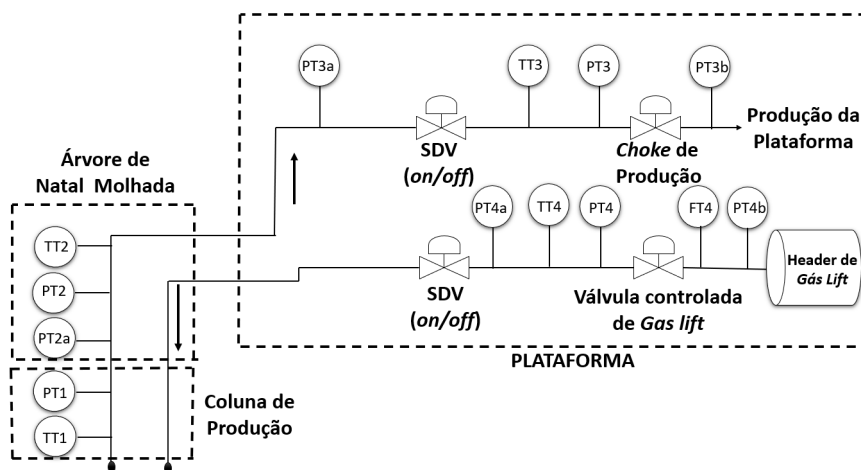 PT3a
TT3
PT3
PT3b
Produção da
Plataforma
SDV
(on/off)
Choke de
Produção
Árvore de
Natal Molhada
TT2
PT2
PT2a
PT4a
TT4
PT4
FT4
PT4b
Header de
Gás Lift
SDV
(on/off)
Válvula controlada
de Gas lift
PLATAFORMA
PT1
TT1
Coluna de
Produção